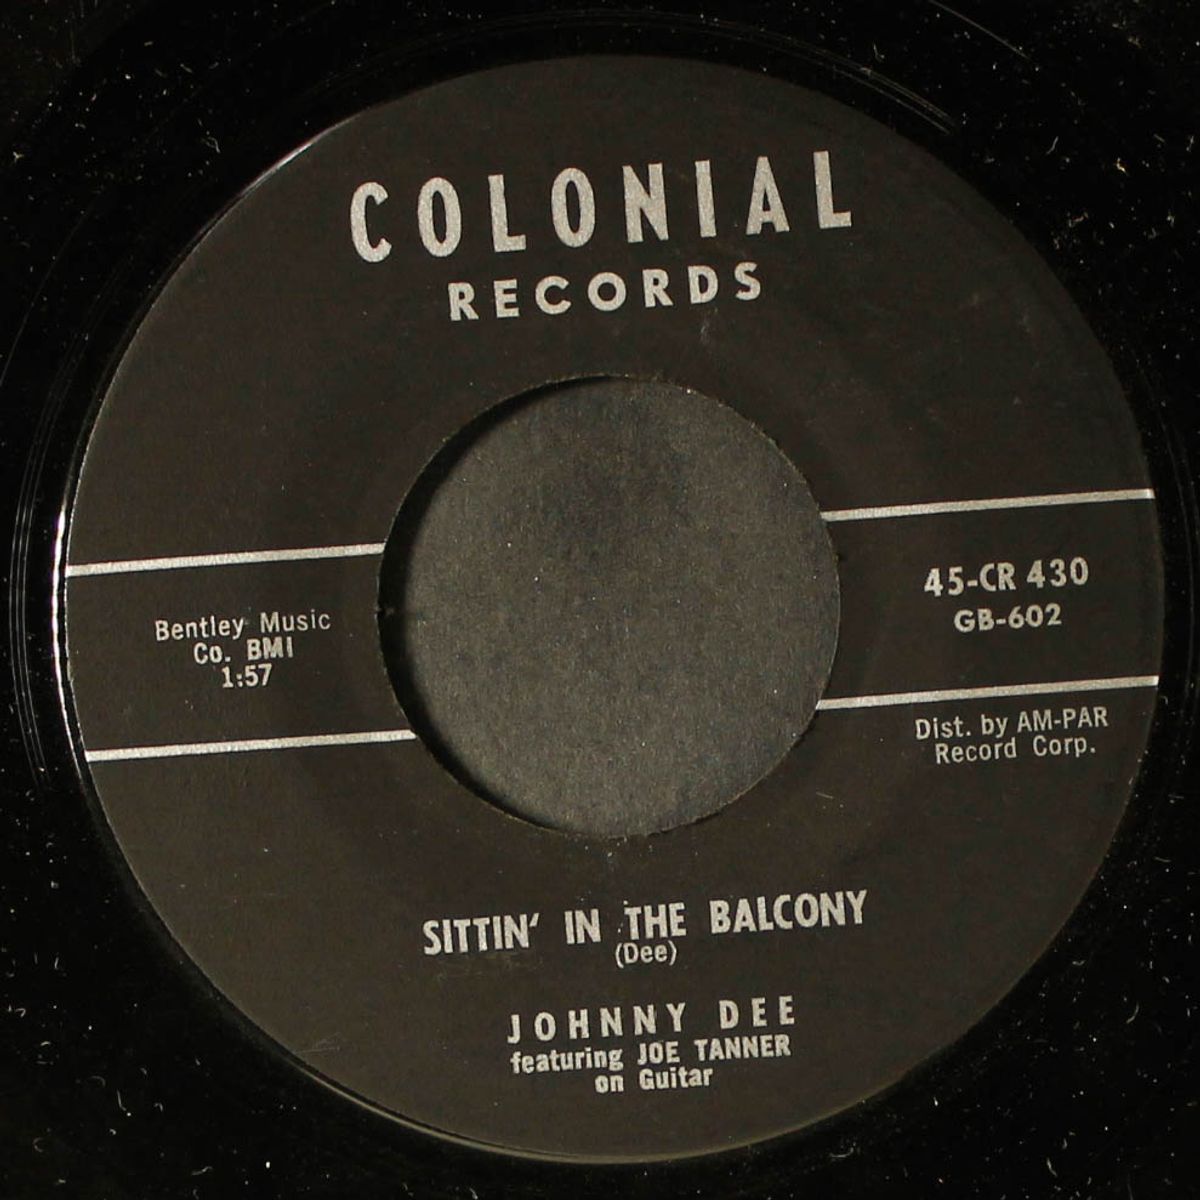 COLONIAL
RECORDS
Bentley Music
Co. BMI
1:57
45-CR 430
GB-602
Dist. by AM-PAR
Record Corp.
SITTIN' IN THE BALCONY
(Dee)
JOHNNY DEE
featuring JOE TANNER
on Guitar